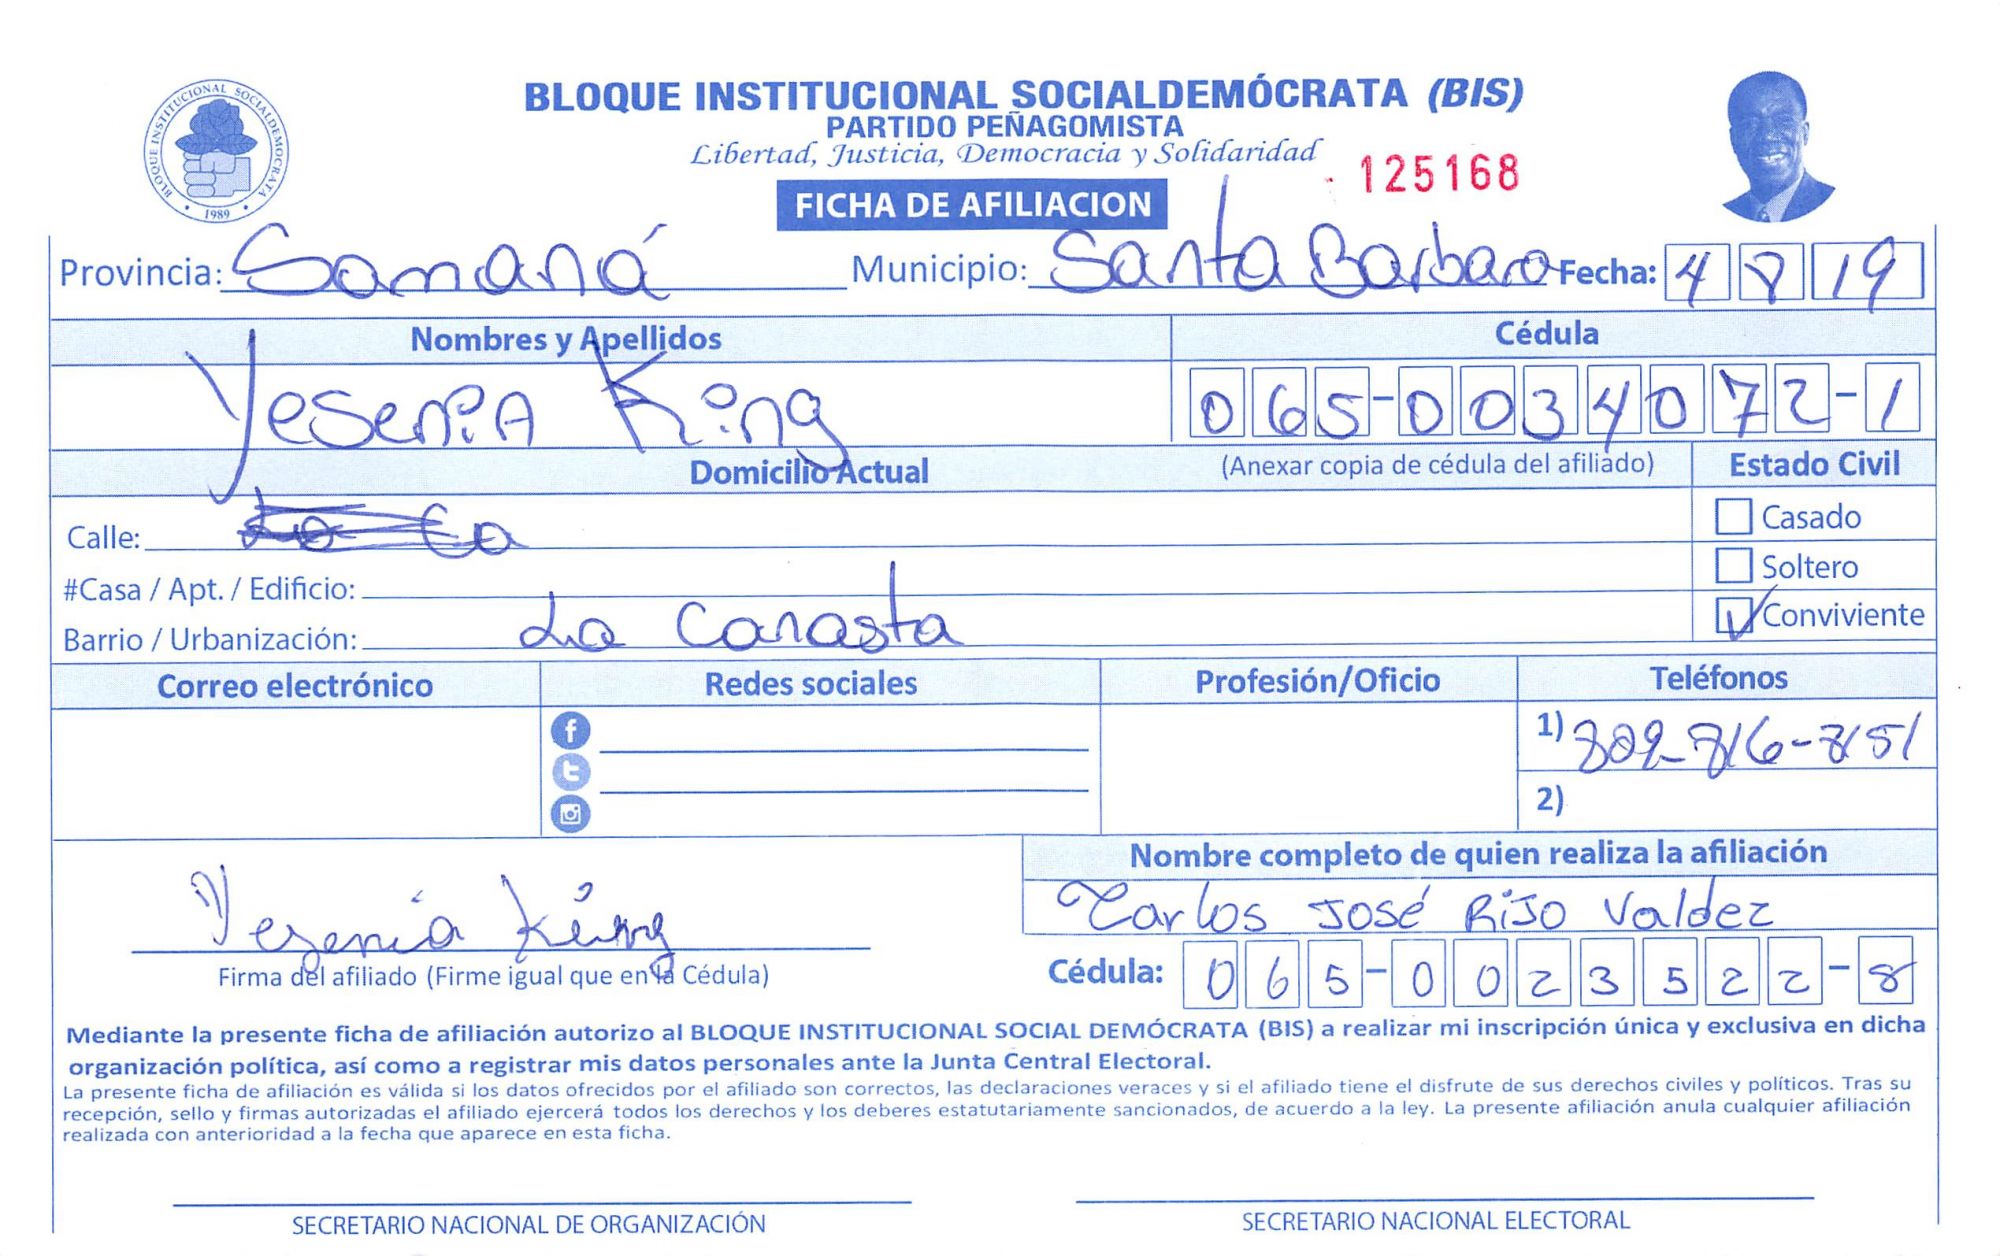 BLOQUE INSTITUCIONAL SOCIALDEMÓCRATA
1989
BLOQUE INSTITUCIONAL SOCIALDEMÓCRATA (BIS)
PARTIDO PEÑAGOMISTA
Libertad, Justicia, Democracia y Solidaridad
125168
FICHA DE AFILIACION
Provincia: Samaná Municipio: Santa Barbara Fecha: 4 8 19
Nombres y Apellidos Cédula
Yesenia King 065-0034072-1
Domicilio Actual (Anexar copia de cédula del afiliado) Estado Civil
Calle: Casado
#Casa / Apt. / Edificio: Soltero
Barrio / Urbanización: La Canasta Conviviente
Correo electrónico Redes sociales Profesión/Oficio Teléfonos
1) 809-816-8151
2)
Nombre completo de quien realiza la afiliación
Yesenia King Carlos José Rijo Valdez
Firma del afiliado (Firme igual que en la Cédula) Cédula: 065-0023522-8
Mediante la presente ficha de afiliación autorizo al BLOQUE INSTITUCIONAL SOCIAL DEMÓCRATA (BIS) a realizar mi inscripción única y exclusiva en dicha
organización política, así como a registrar mis datos personales ante la Junta Central Electoral.
La presente ficha de afiliación es válida si los datos ofrecidos por el afiliado son correctos, las declaraciones veraces y si el afiliado tiene el disfrute de sus derechos civiles y políticos. Tras su
recepción, sello y firmas autorizadas el afiliado ejercerá todos los derechos y los deberes estatutariamente sancionados, de acuerdo a la ley. La presente afiliación anula cualquier afiliación
realizada con anterioridad a la fecha que aparece en esta ficha.
SECRETARIO NACIONAL DE ORGANIZACIÓN SECRETARIO NACIONAL ELECTORAL